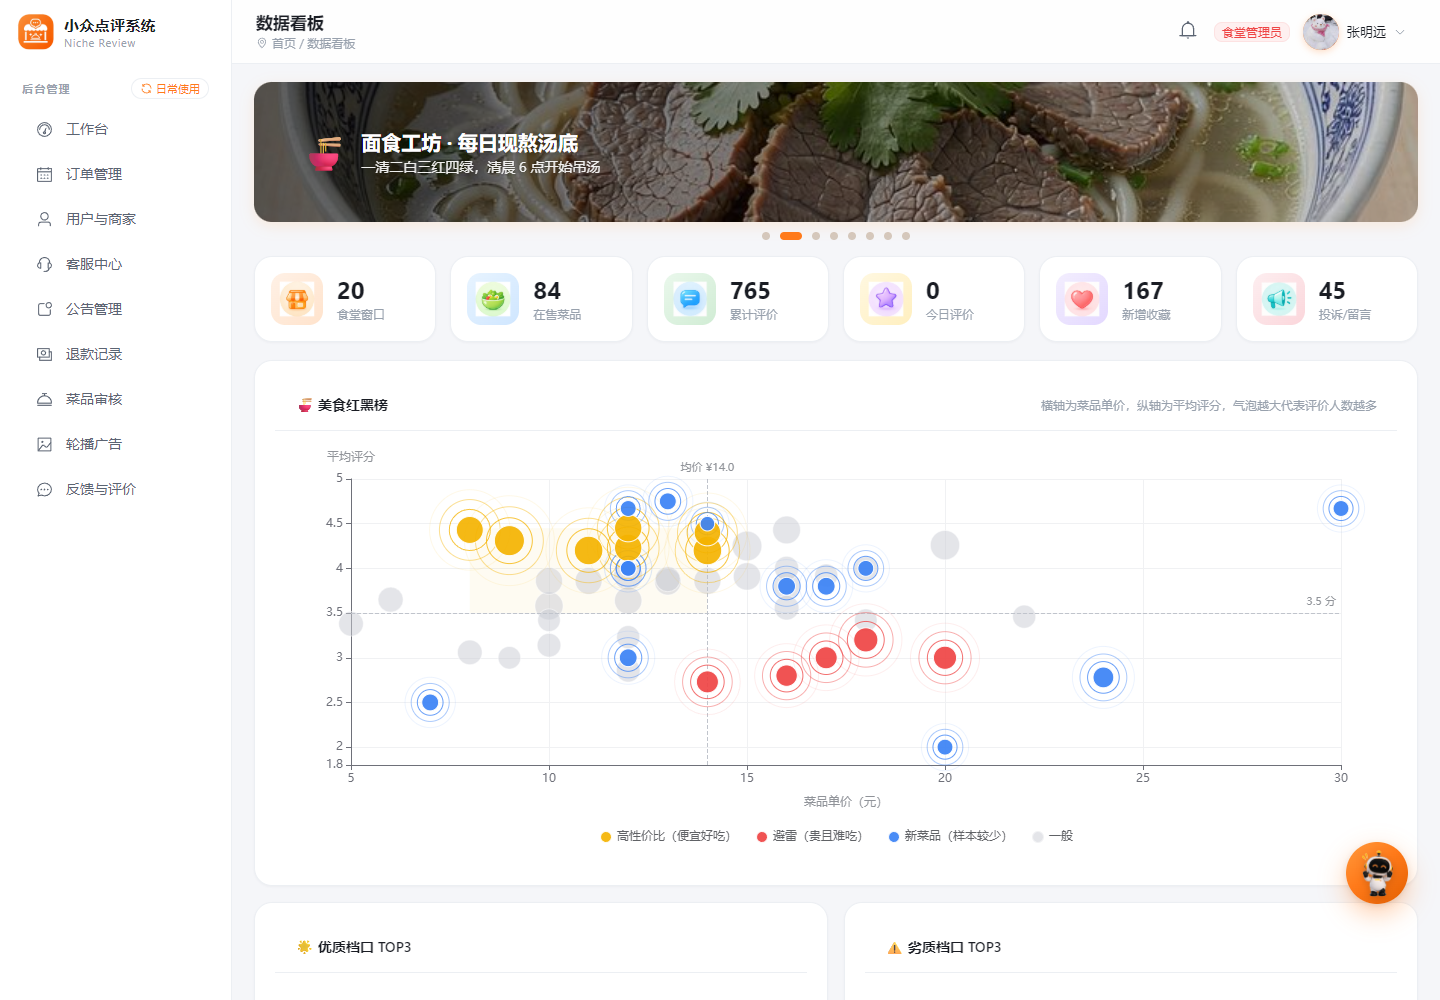 小众点评系统
Niche Review
后台管理
日常使用
工作台
订单管理
用户与商家
客服中心
公告管理
退款记录
菜品审核
轮播广告
反馈与评价
数据看板
首页 / 数据看板
食堂管理员
张明远
面食工坊 · 每日现熬汤底
一清二白三红四绿，清晨 6 点开始吊汤
20
食堂窗口
84
在售菜品
765
累计评价
0
今日评价
167
新增收藏
45
投诉/留言
美食红黑榜
横轴为菜品单价，纵轴为平均评分，气泡越大代表评价人数越多
平均评分
均价 ¥14.0
5
4.5
4
3.5
3.5 分
3
2.5
2
1.8
5
10
15
20
25
30
菜品单价（元）
高性价比（便宜好吃）
避雷（贵且难吃）
新菜品（样本较少）
一般
优质档口 TOP3
劣质档口 TOP3